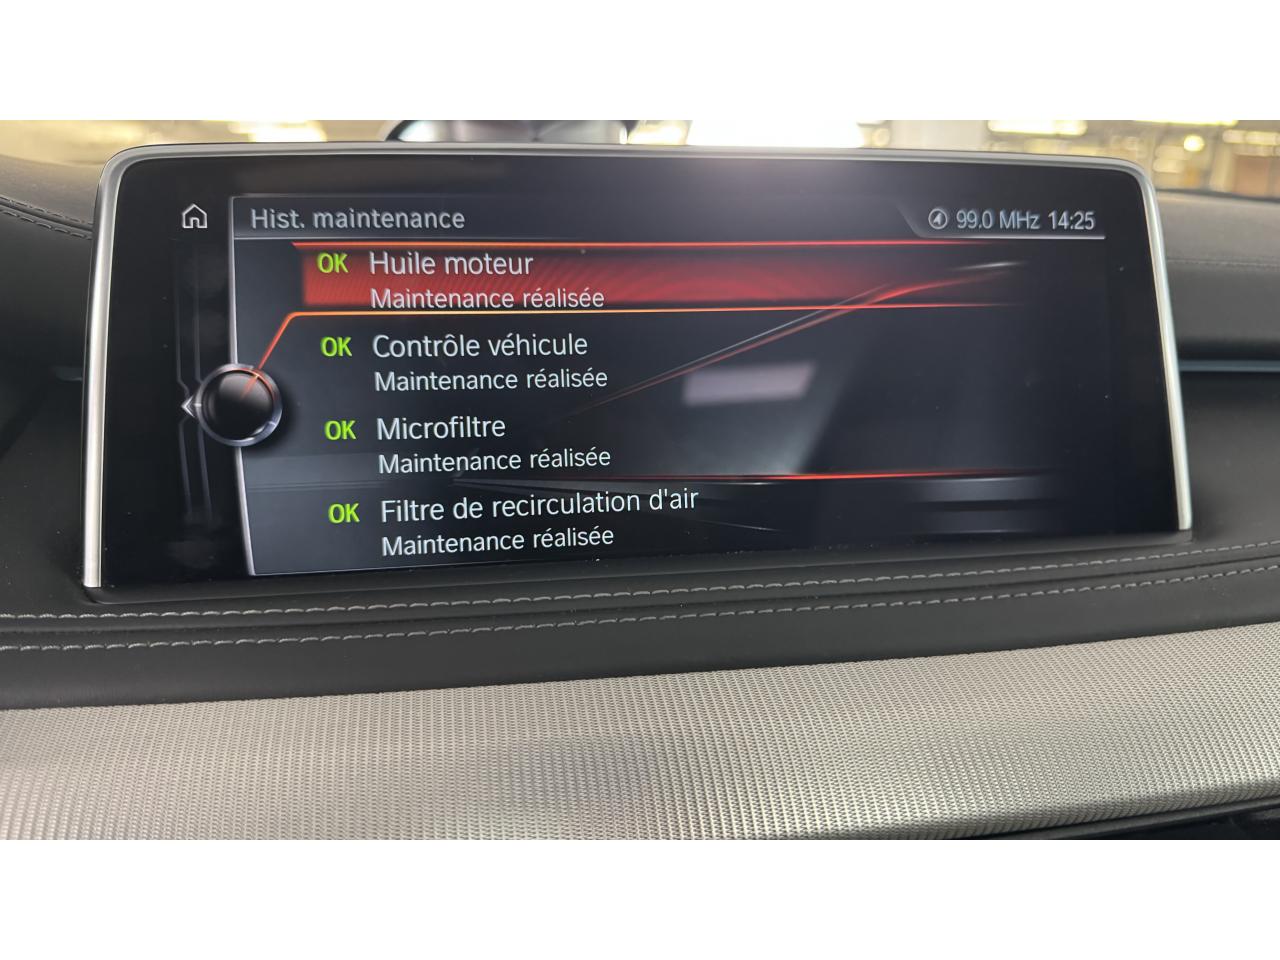 Hist. maintenance
99.0 MHz 14:25
OK Huile moteur
Maintenance réalisée
OK Contrôle véhicule
Maintenance réalisée
OK Microfiltre
Maintenance réalisée
OK Filtre de recirculation d'air
Maintenance réalisée